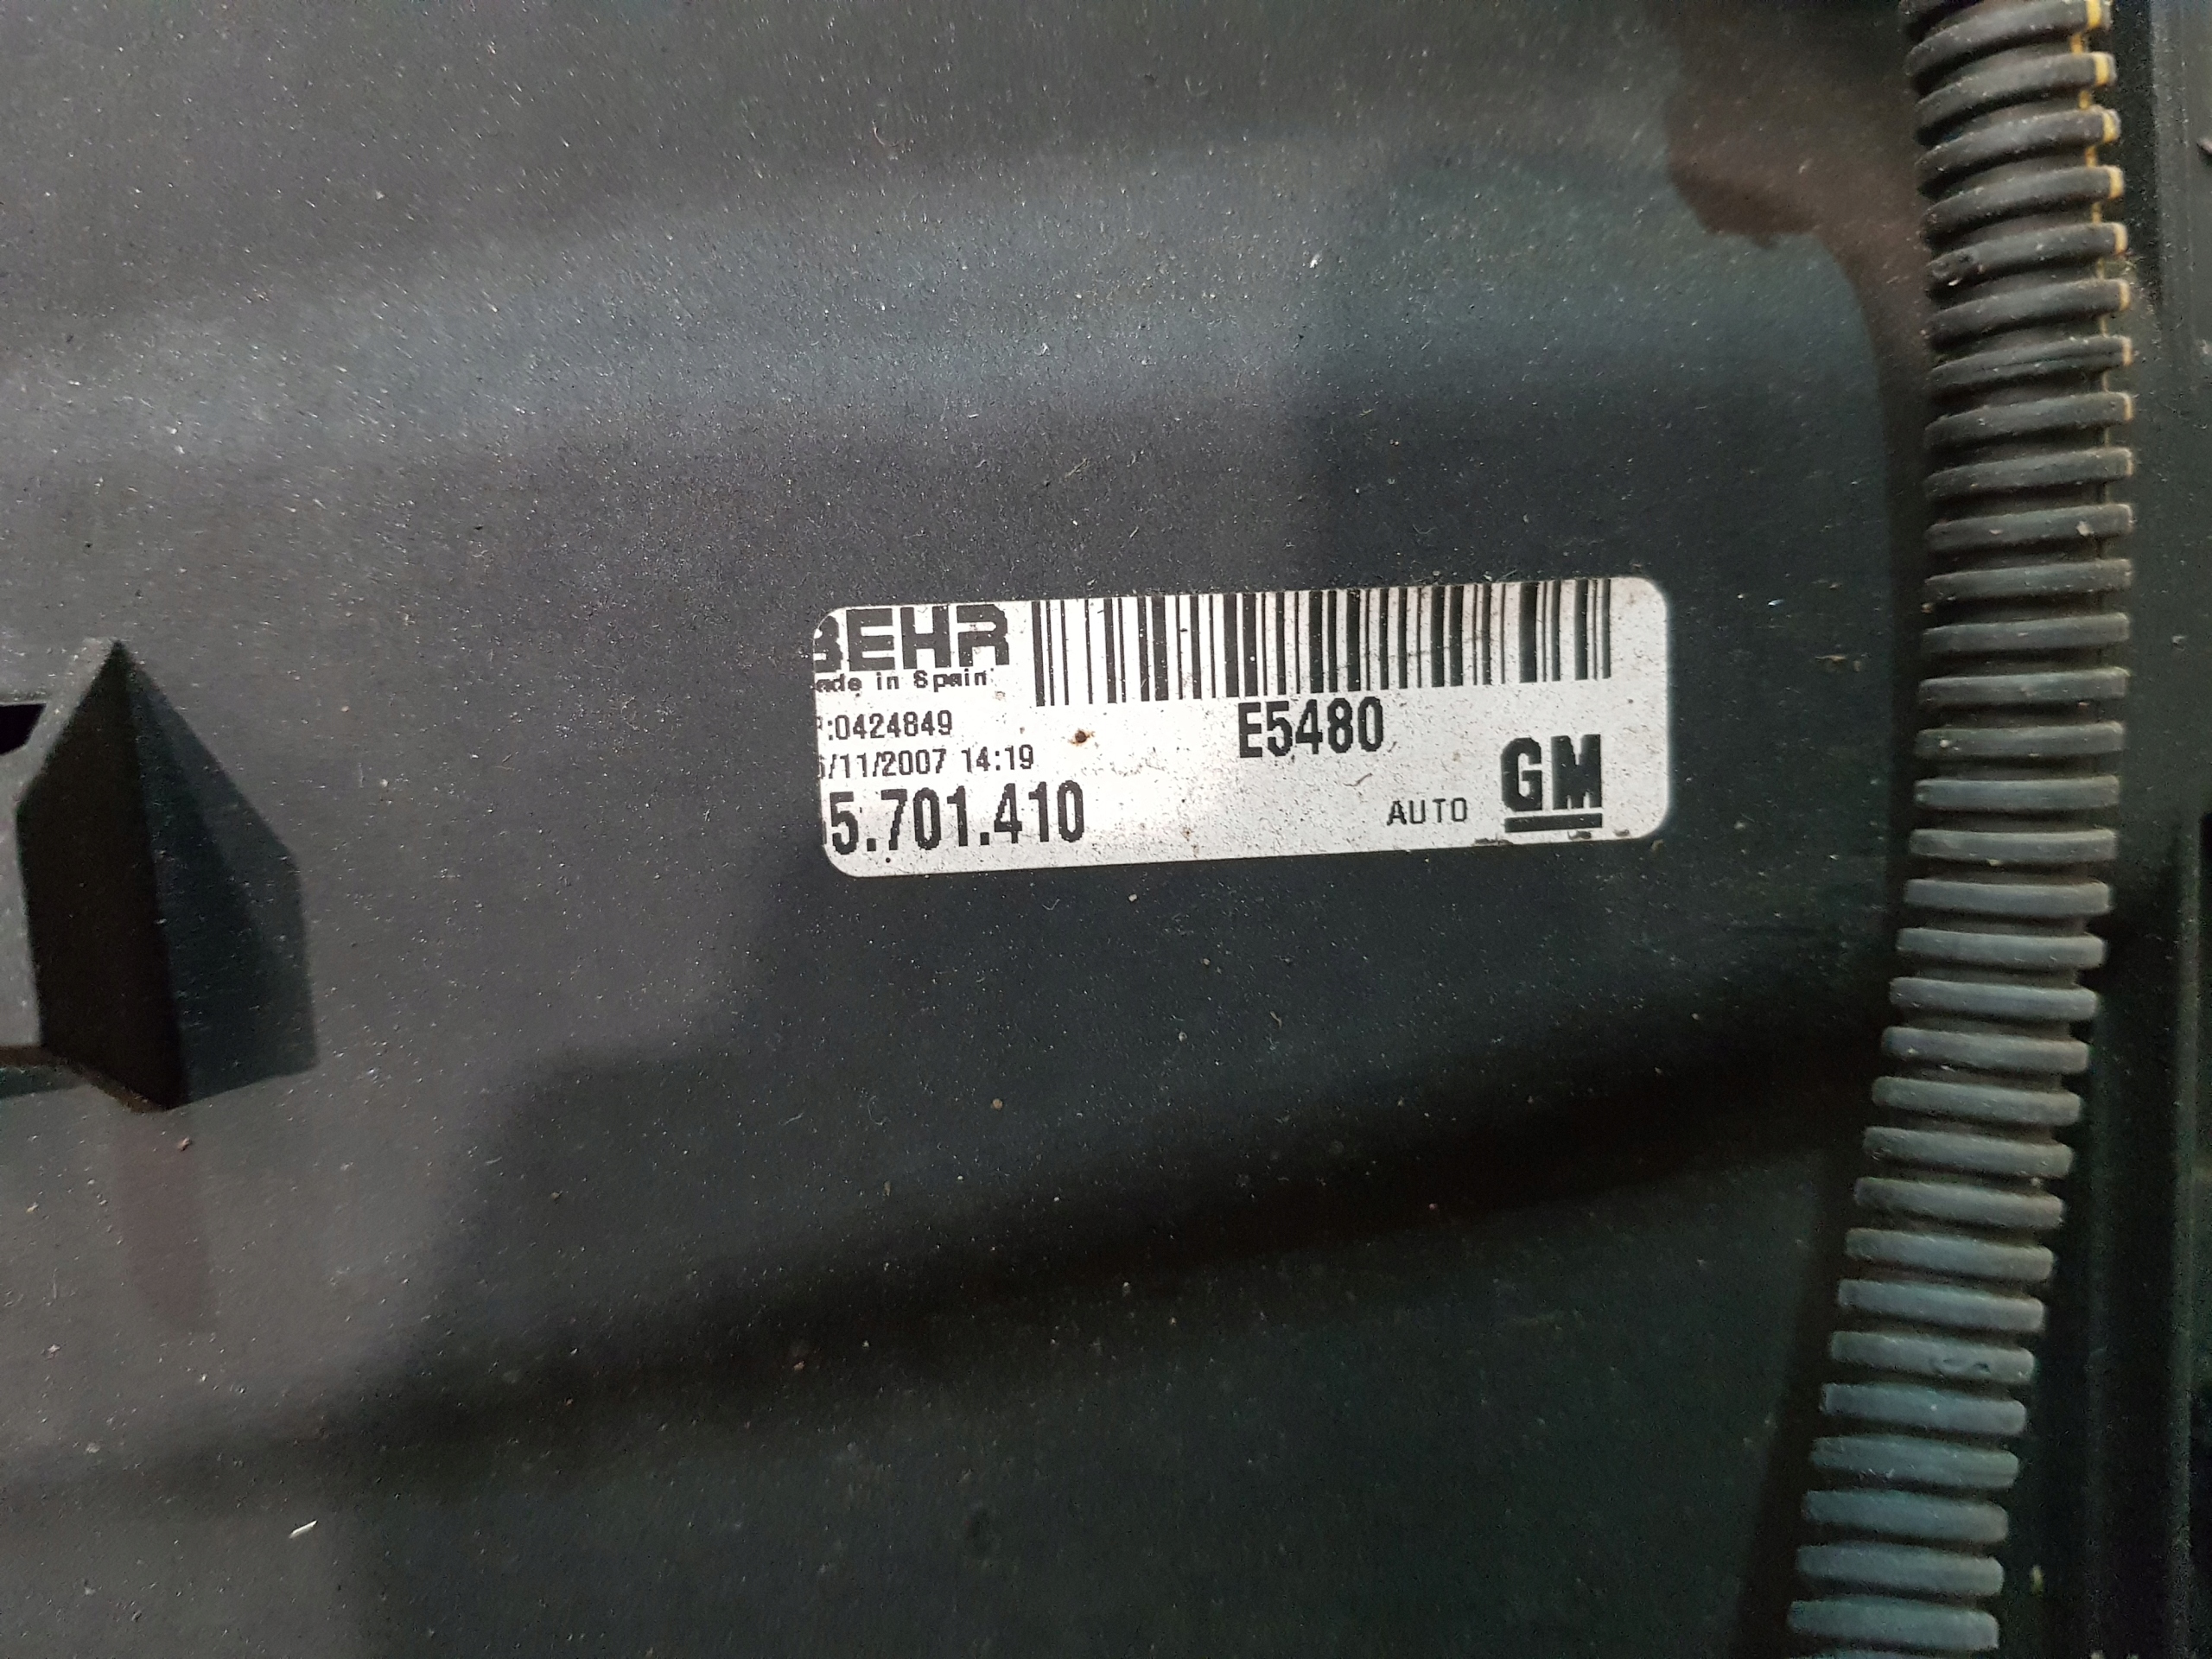 BEHR
ade in Spain
:0424849
/11/2007 14:19
E5480
5.701.410
AUTO GM